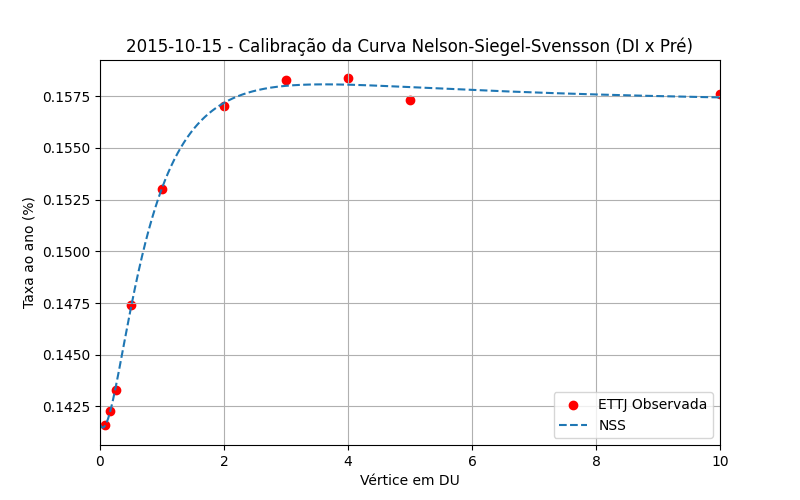 2015-10-15 - Calibração da Curva Nelson-Siegel-Svensson (DI x Pré)
Taxa ao ano (%)
0.1575
0.1550
0.1525
0.1500
0.1475
0.1450
0.1425
ETTJ Observada
NSS
0 2 4 6 8 10
Vértice em DU